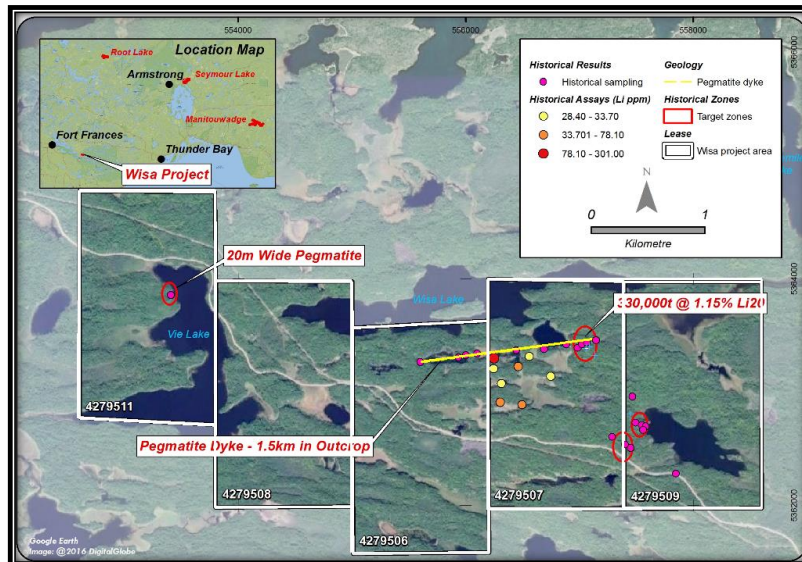 554000
556000
558000
5366000
5364000
5362000
Location Map
Root Lake
Armstrong
Seymour Lake
Manitouwadge
Fort Frances
Thunder Bay
Wisa Project
Historical Results
Historical sampling
Historical Assays (Li ppm)
28.40 - 33.70
33.701 - 78.10
78.10 - 301.00
Geology
Pegmatite dyke
Historical Zones
Target zones
Lease
Wisa project area
N
0 1
Kilometre
20m Wide Pegmatite
Wisa Lake
330,000t @ 1.15% Li20
Vie Lake
4279511
Pegmatite Dyke - 1.5km in Outcrop
4279508
4279507
4279509
4279506
Google Earth
Image: @2016 DigitalGlobe